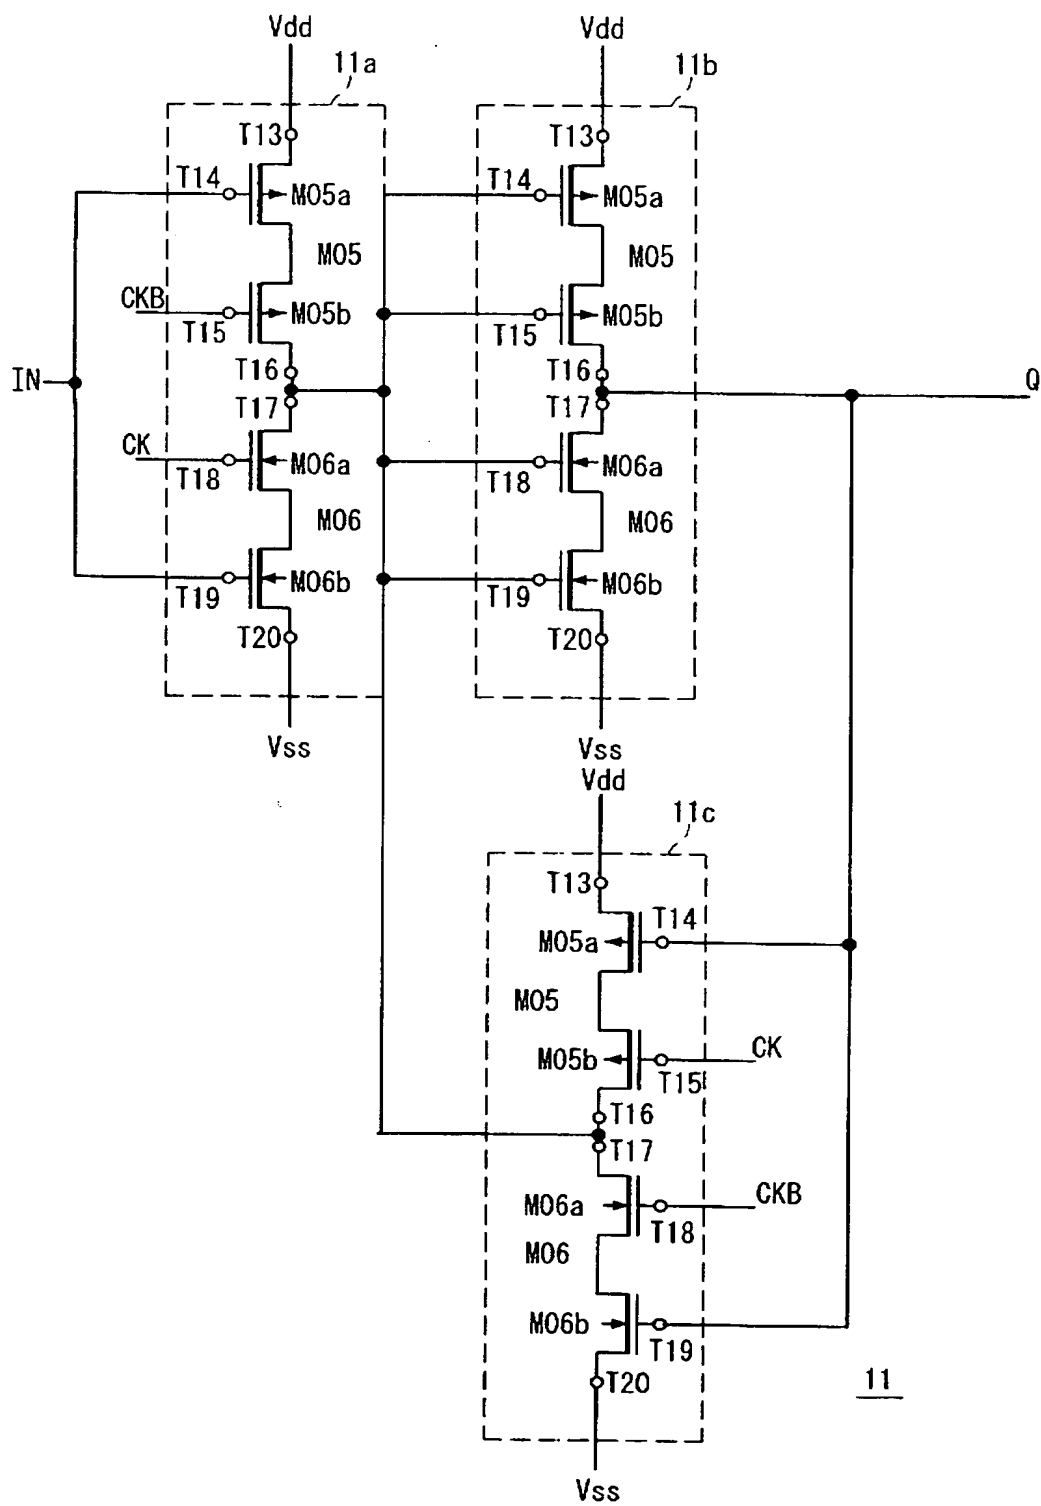 Vdd
11a
T13
T14
M05a
M05
CKB
M05b
T15
T16
IN
T17
CK
T18
M06a
M06
M06b
T19
T20
Vss
Vdd
11b
T13
T14
M05a
M05
M05b
T15
T16
Q
T17
M06a
T18
M06
M06b
T19
T20
Vss
Vdd
11c
T13
T14
M05a
M05
CK
M05b
T15
T16
T17
CKB
M06a
T18
M06
M06b
T19
T20
11
Vss